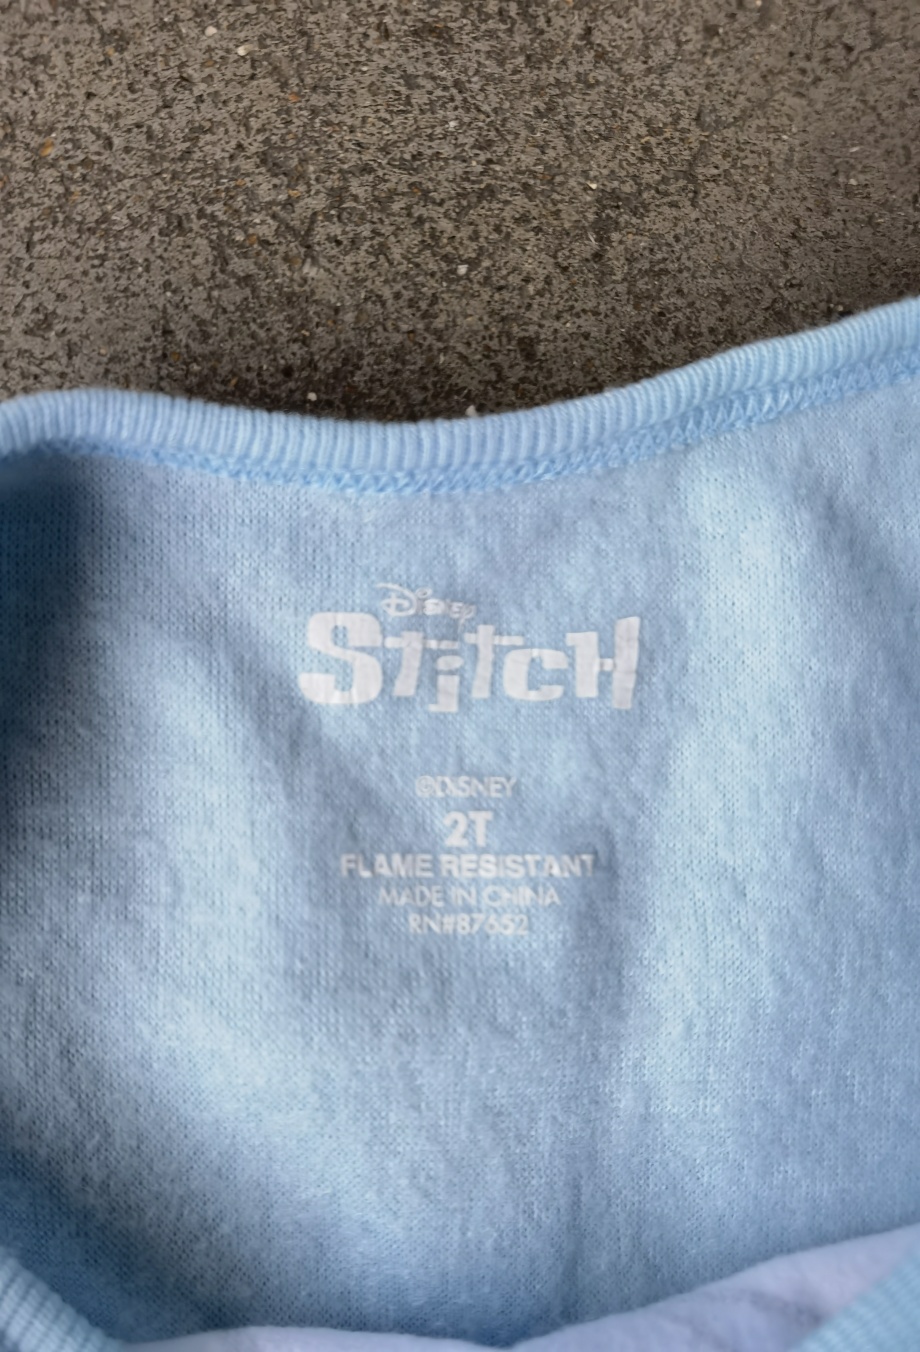 Disney
Stitch
©DISNEY
2T
FLAME RESISTANT
MADE IN CHINA
RN#87652